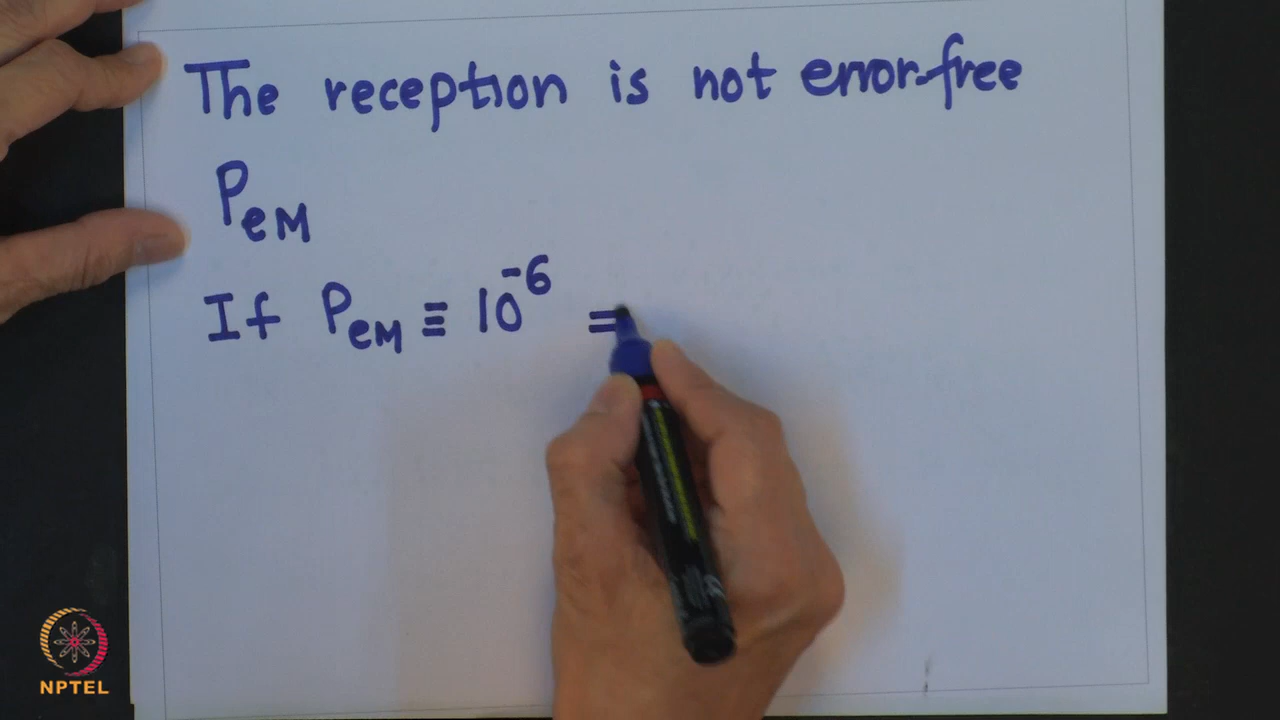 The reception is not error-free
PeM
If PeM ≡ 10⁻⁶ =
NPTEL